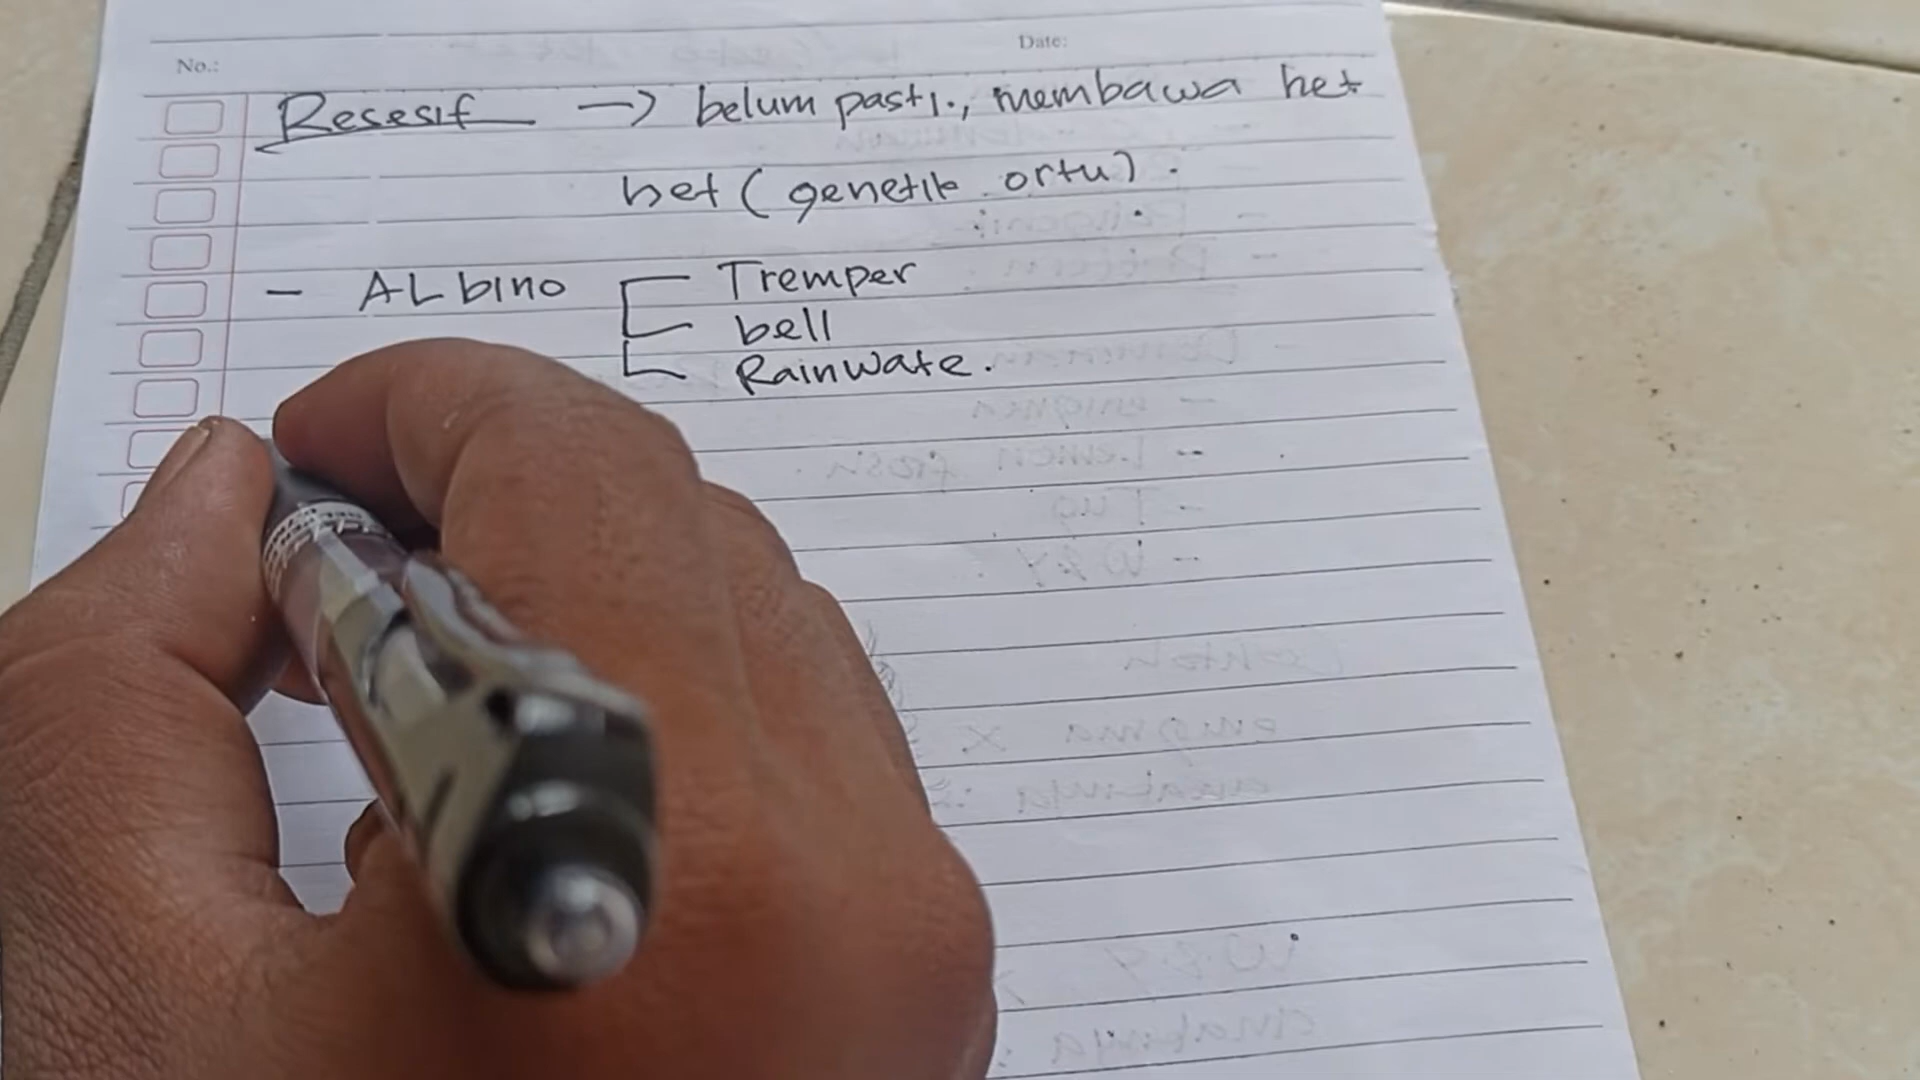 No.:
Date:
Resesif → belum pasti., membawa het
het (genetik ortu).
- ALbino
Tremper
bell
Rainwate.